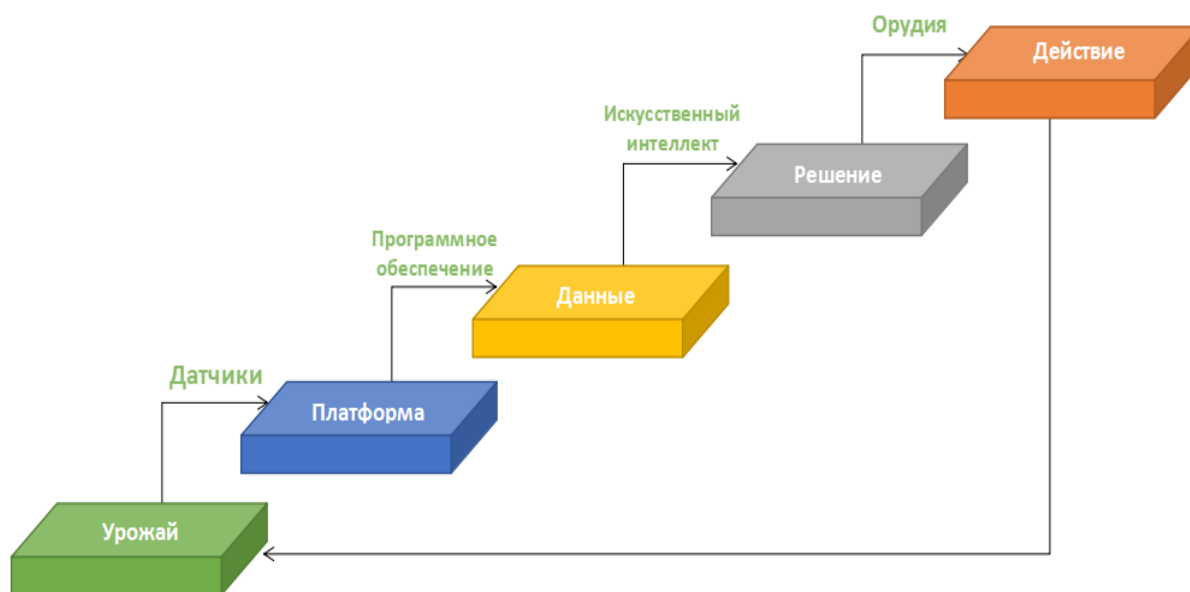 Орудия
Действие
Искусственный
интеллект
Решение
Программное
обеспечение
Данные
Датчики
Платформа
Урожай